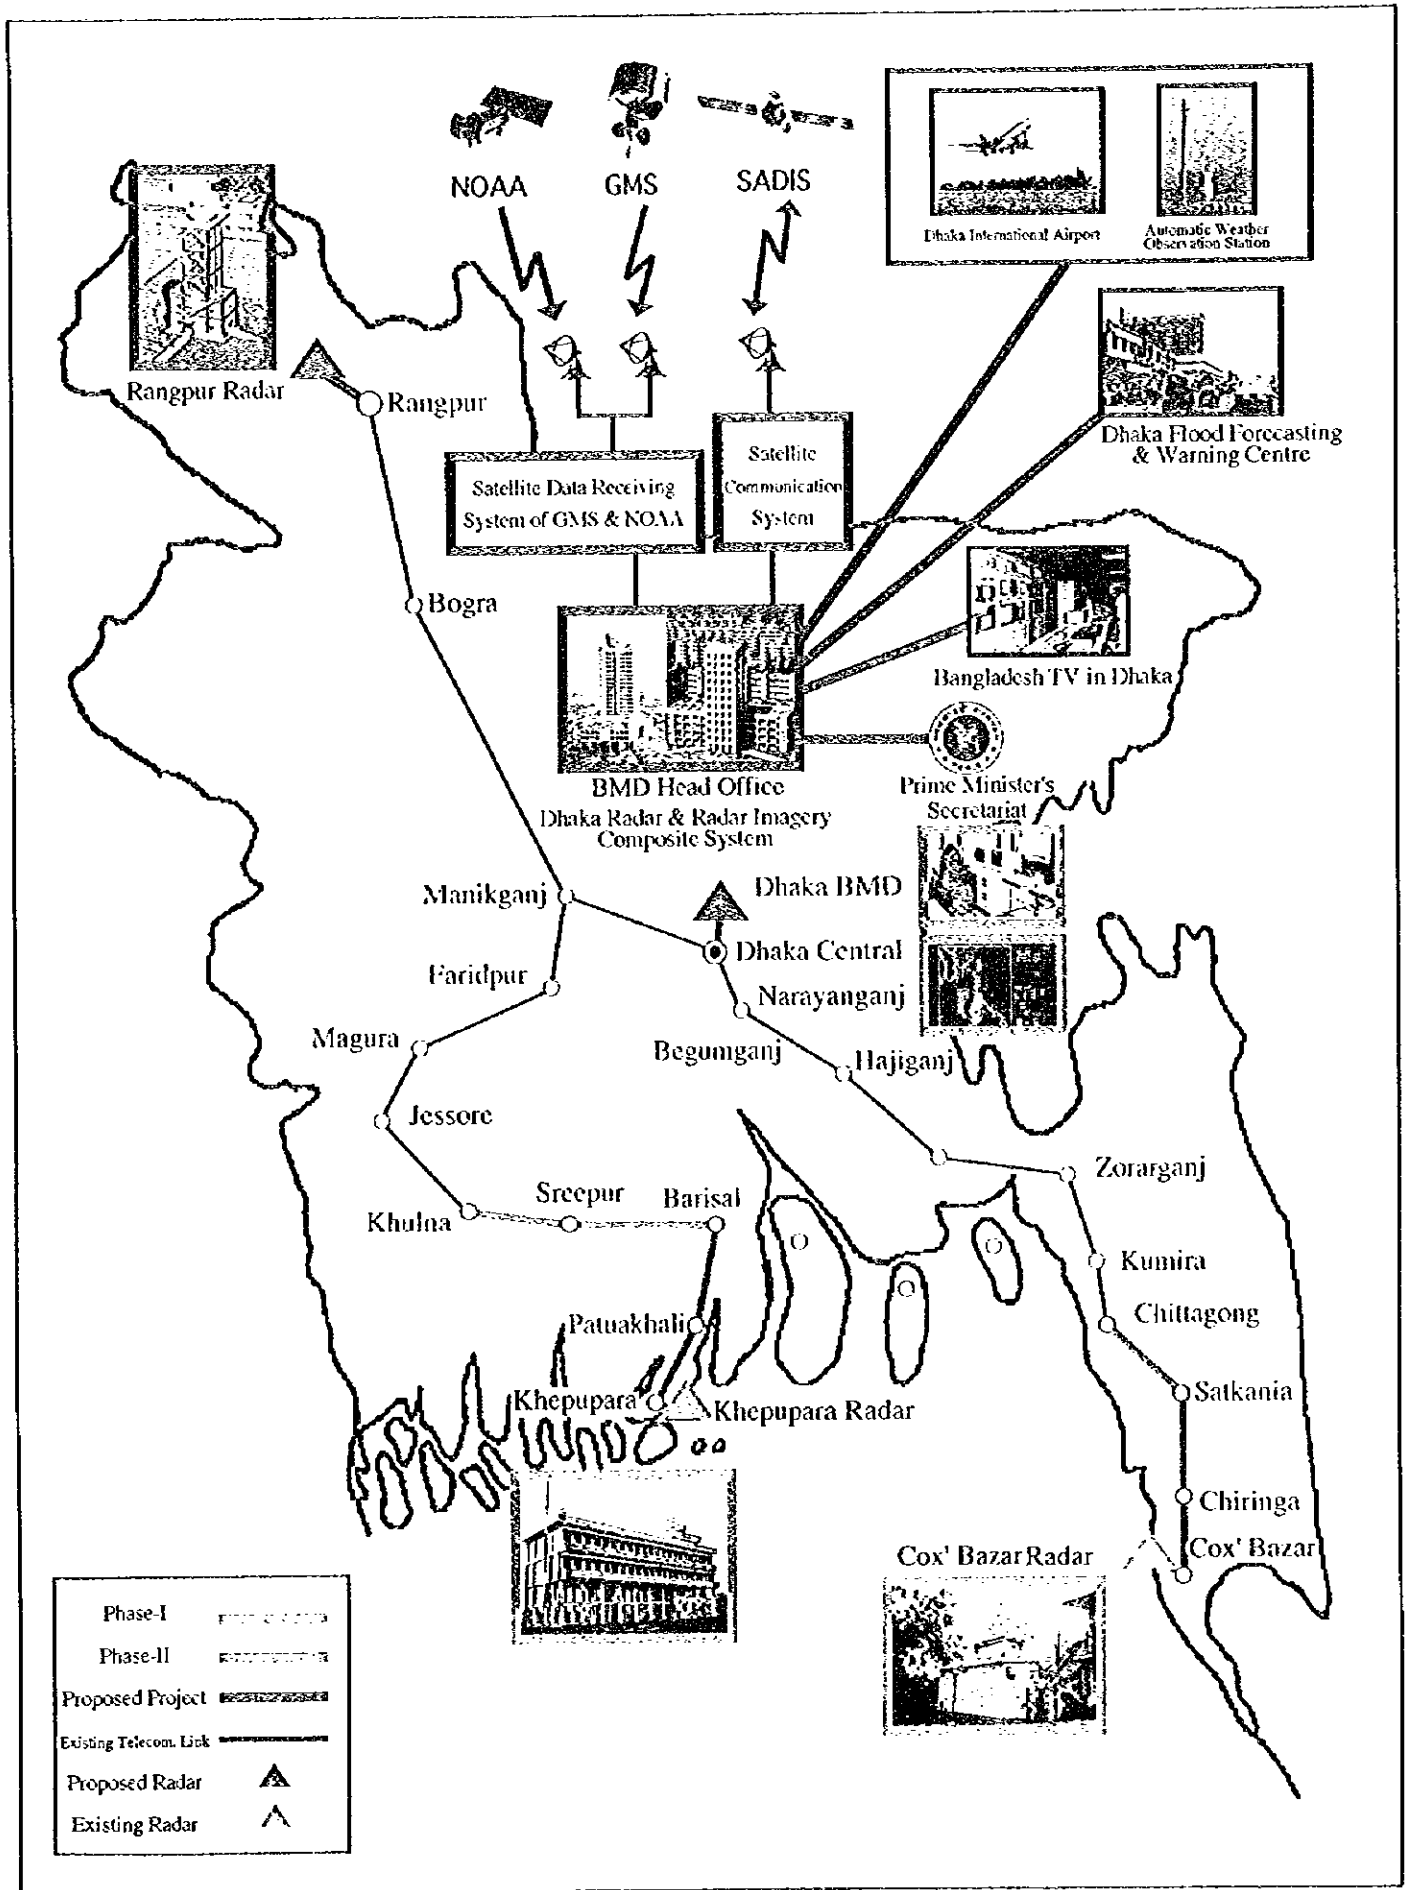 NOAA
GMS
SADIS
Dhaka International Airport
Automatic Weather
Observation Station
Rangpur Radar
Rangpur
Dhaka Flood Forecasting
& Warning Centre
Satellite Data Receiving
System of GMS & NOAA
Satellite
Communication
System
Bogra
Bangladesh TV in Dhaka
BMD Head Office
Dhaka Radar & Radar Imagery
Composite System
Prime Minister's
Secretariat
Manikganj
Dhaka BMD
Dhaka Central
Faridpur
Narayanganj
Magura
Begumganj
Hajiganj
Jessore
Zorarganj
Khulna
Sreepur
Barisal
Kumira
Patuakhali
Chittagong
Khepupara
Khepupara Radar
Satkania
Chiringa
Cox' Bazar Radar
Cox' Bazar
Phase-I
Phase-II
Proposed Project
Existing Telecom. Link
Proposed Radar
Existing Radar